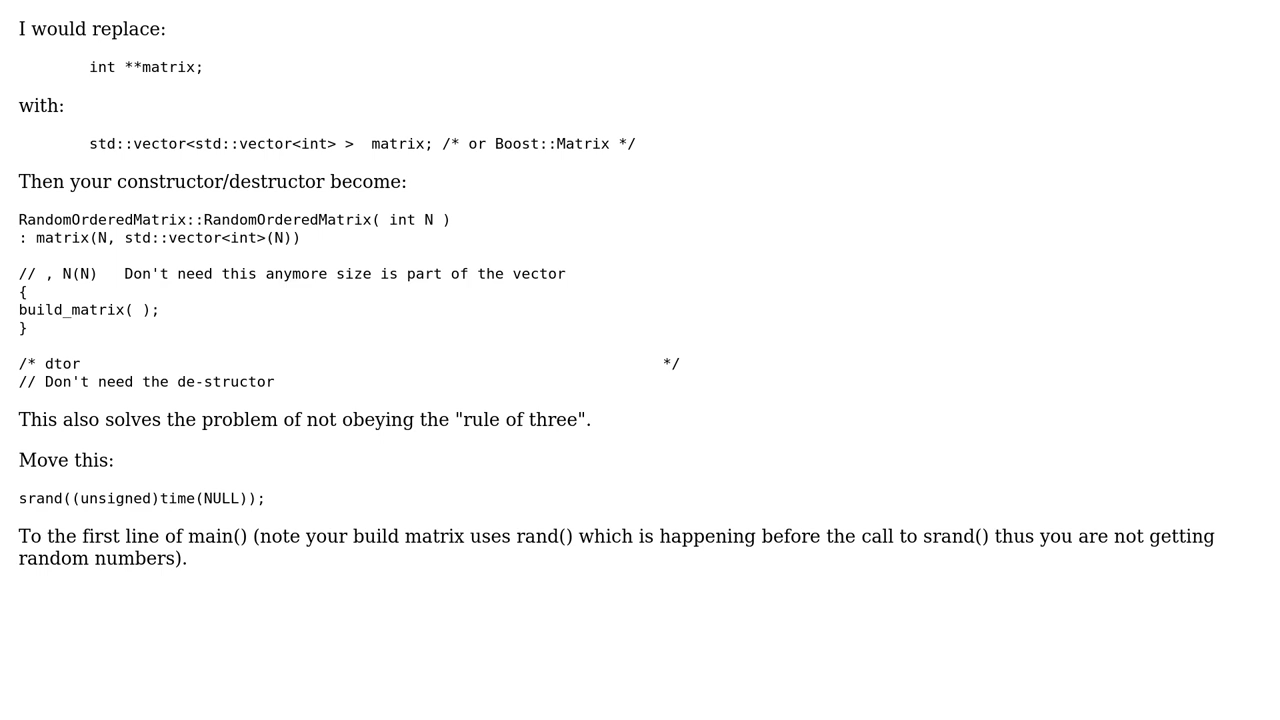 I would replace:
        int **matrix;
with:
        std::vector<std::vector<int> >  matrix; /* or Boost::Matrix */
Then your constructor/destructor become:
RandomOrderedMatrix::RandomOrderedMatrix( int N )
: matrix(N, std::vector<int>(N))
// , N(N)   Don't need this anymore size is part of the vector
{
build_matrix( );
}
/* dtor                                                                  */
// Don't need the de-structor
This also solves the problem of not obeying the "rule of three".
Move this:
srand((unsigned)time(NULL));
To the first line of main() (note your build matrix uses rand() which is happening before the call to srand() thus you are not getting
random numbers).